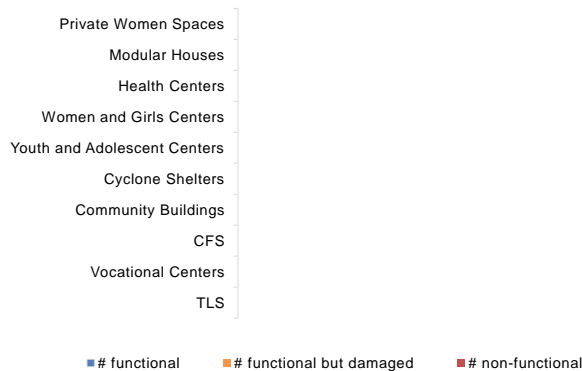 Private Women Spaces
Modular Houses
Health Centers
Women and Girls Centers
Youth and Adolescent Centers
Cyclone Shelters
Community Buildings
CFS
Vocational Centers
TLS
# functional # functional but damaged # non-functional